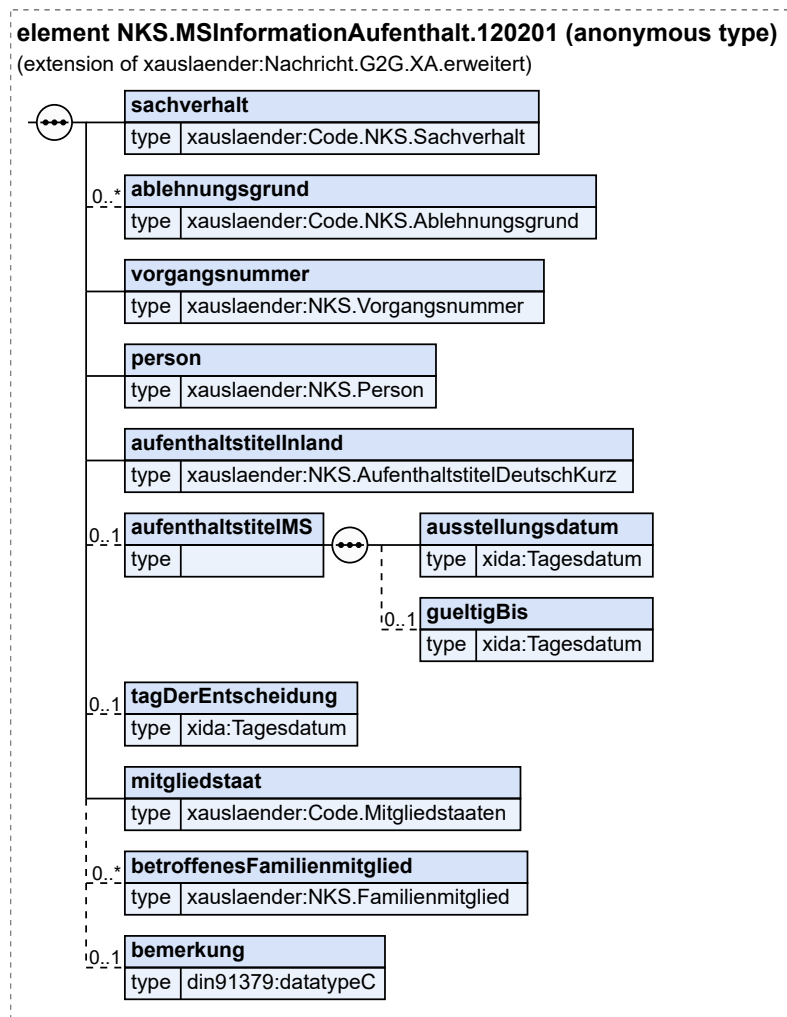 element NKS.MSInformationAufenthalt.120201 (anonymous type)
(extension of xauslaender:Nachricht.G2G.XA.erweitert)
sachverhalt
type xauslaender:Code.NKS.Sachverhalt
0..* ablehnungsgrund
type xauslaender:Code.NKS.Ablehnungsgrund
vorgangsnummer
type xauslaender:NKS.Vorgangsnummer
person
type xauslaender:NKS.Person
aufenthaltstitelInland
type xauslaender:NKS.AufenthaltstitelDeutschKurz
0..1 aufenthaltstitelMS
type
ausstellungsdatum
type xida:Tagesdatum
0..1 gueltigBis
type xida:Tagesdatum
0..1 tagDerEntscheidung
type xida:Tagesdatum
mitgliedstaat
type xauslaender:Code.Mitgliedstaaten
0..* betroffenesFamilienmitglied
type xauslaender:NKS.Familienmitglied
0..1 bemerkung
type din91379:datatypeC